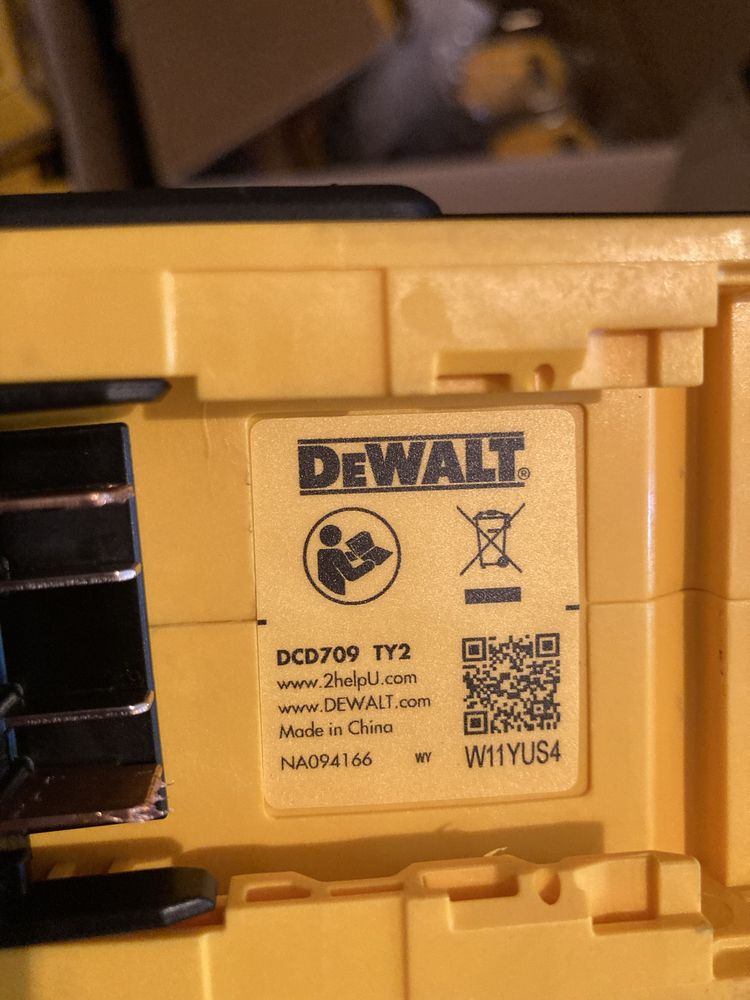 DEWALT®
DCD709 TY2
www.2helpU.com
www.DEWALT.com
Made in China
NA094166 WY W11YUS4